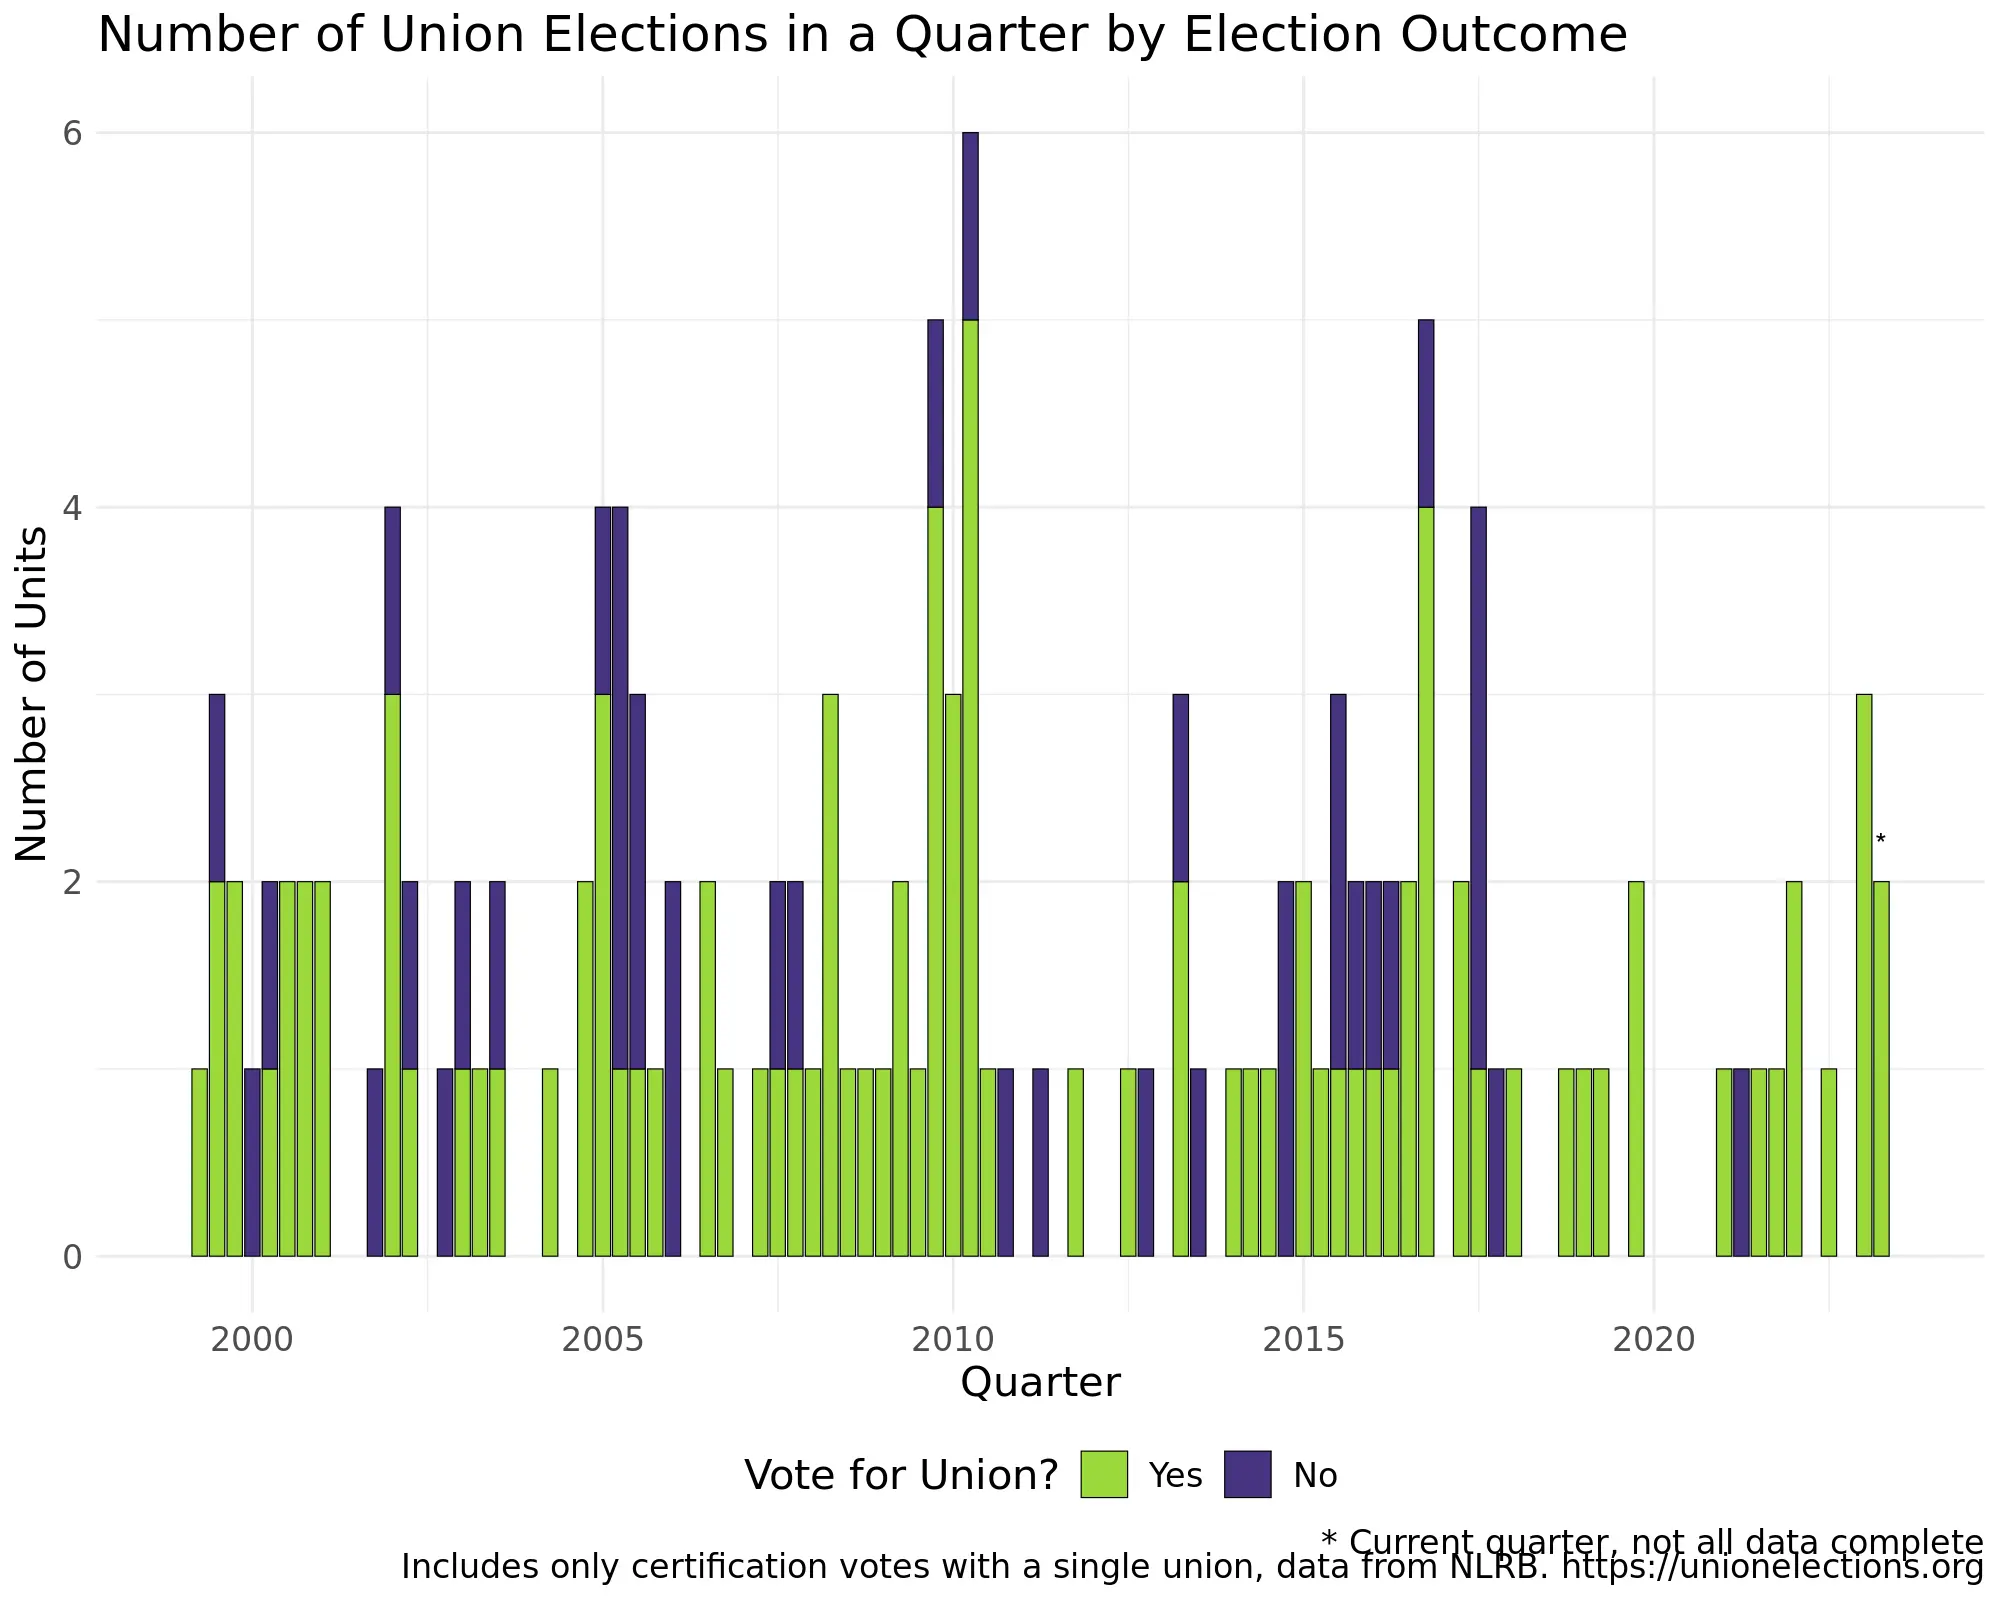 Number of Union Elections in a Quarter by Election Outcome
Number of Units
6
4
2
0
*
2000 2005 2010 2015 2020
Quarter
Vote for Union? Yes No
* Current quarter, not all data complete
Includes only certification votes with a single union, data from NLRB. https://unionelections.org